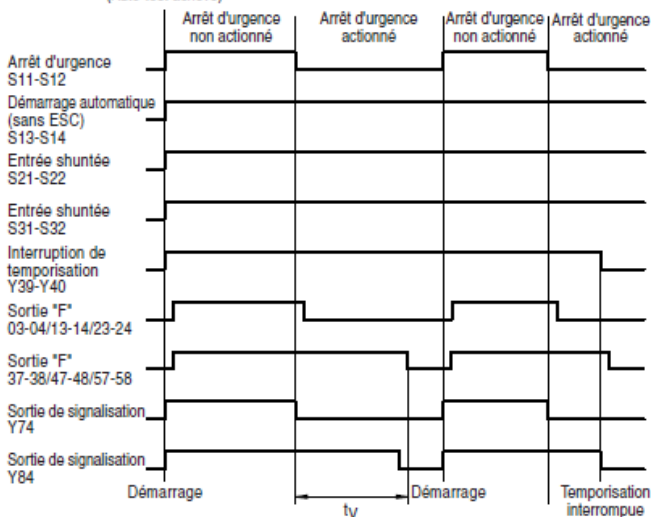 Arrêt d'urgence non actionné
Arrêt d'urgence actionné
Arrêt d'urgence non actionné
Arrêt d'urgence actionné
Arrêt d'urgence
S11-S12
Démarrage automatique
(sans ESC)
S13-S14
Entrée shuntée
S21-S22
Entrée shuntée
S31-S32
Interruption de
temporisation
Y39-Y40
Sortie "F"
03-04/13-14/23-24
Sortie "F"
37-38/47-48/57-58
Sortie de signalisation
Y74
Sortie de signalisation
Y84
Démarrage
tv
Démarrage
Temporisation
interrompue